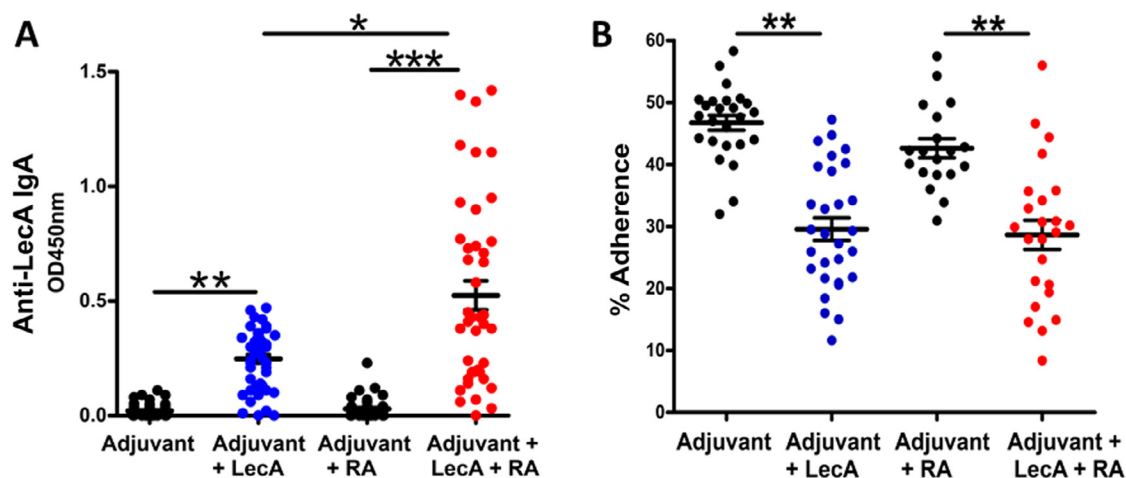 A
*
***
**
1.5
1.0
0.5
0.0
Anti-LecA IgA
OD450nm
Adjuvant Adjuvant Adjuvant Adjuvant +
+ LecA + RA LecA + RA
B
** **
60
50
40
30
20
10
0
% Adherence
Adjuvant Adjuvant Adjuvant Adjuvant +
+ LecA + RA LecA + RA